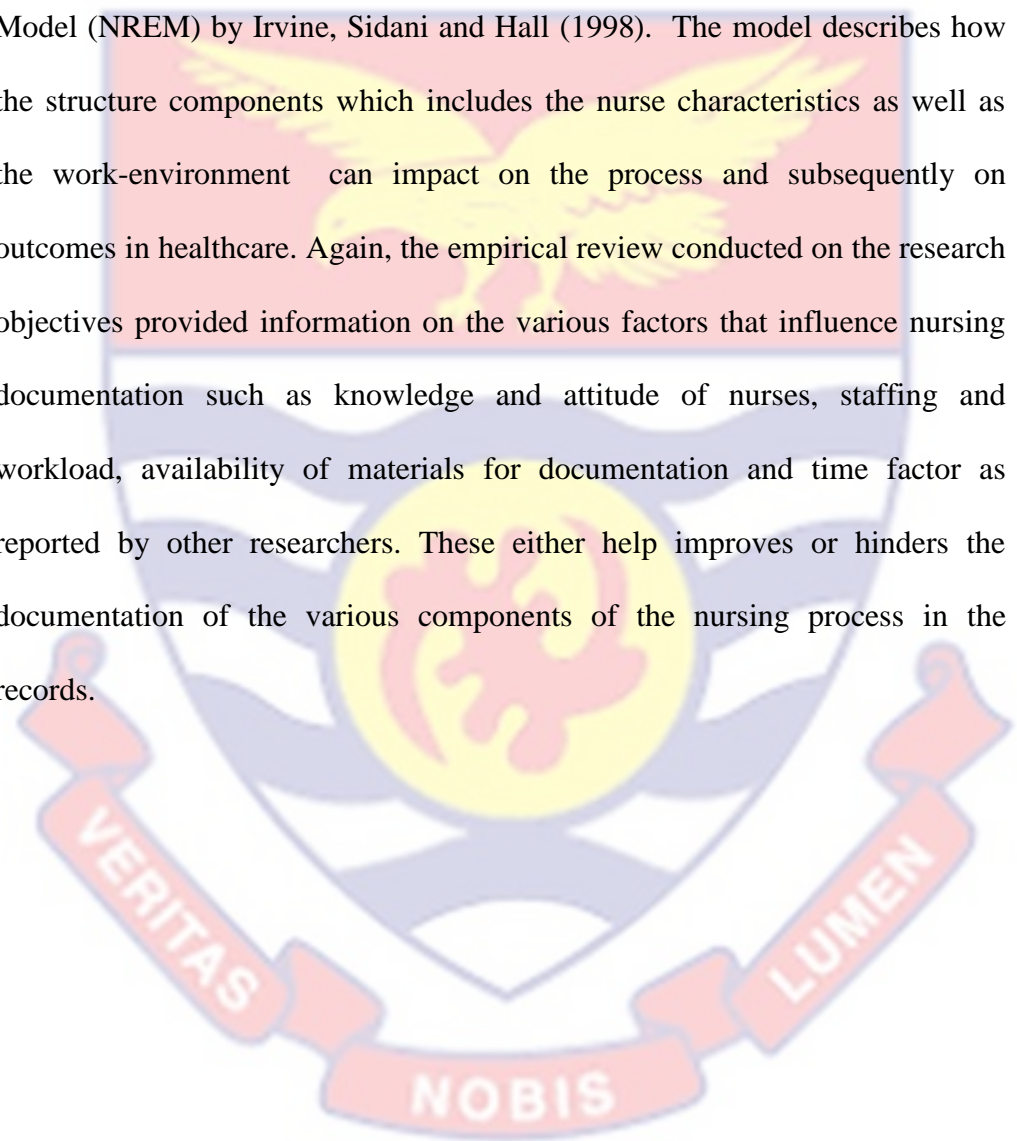 Model (NREM) by Irvine, Sidani and Hall (1998). The model describes how
the structure components which includes the nurse characteristics as well as
the work-environment can impact on the process and subsequently on
outcomes in healthcare. Again, the empirical review conducted on the research
objectives provided information on the various factors that influence nursing
documentation such as knowledge and attitude of nurses, staffing and
workload, availability of materials for documentation and time factor as
reported by other researchers. These either help improves or hinders the
documentation of the various components of the nursing process in the
records.
VERITAS
NOBIS
LUMEN